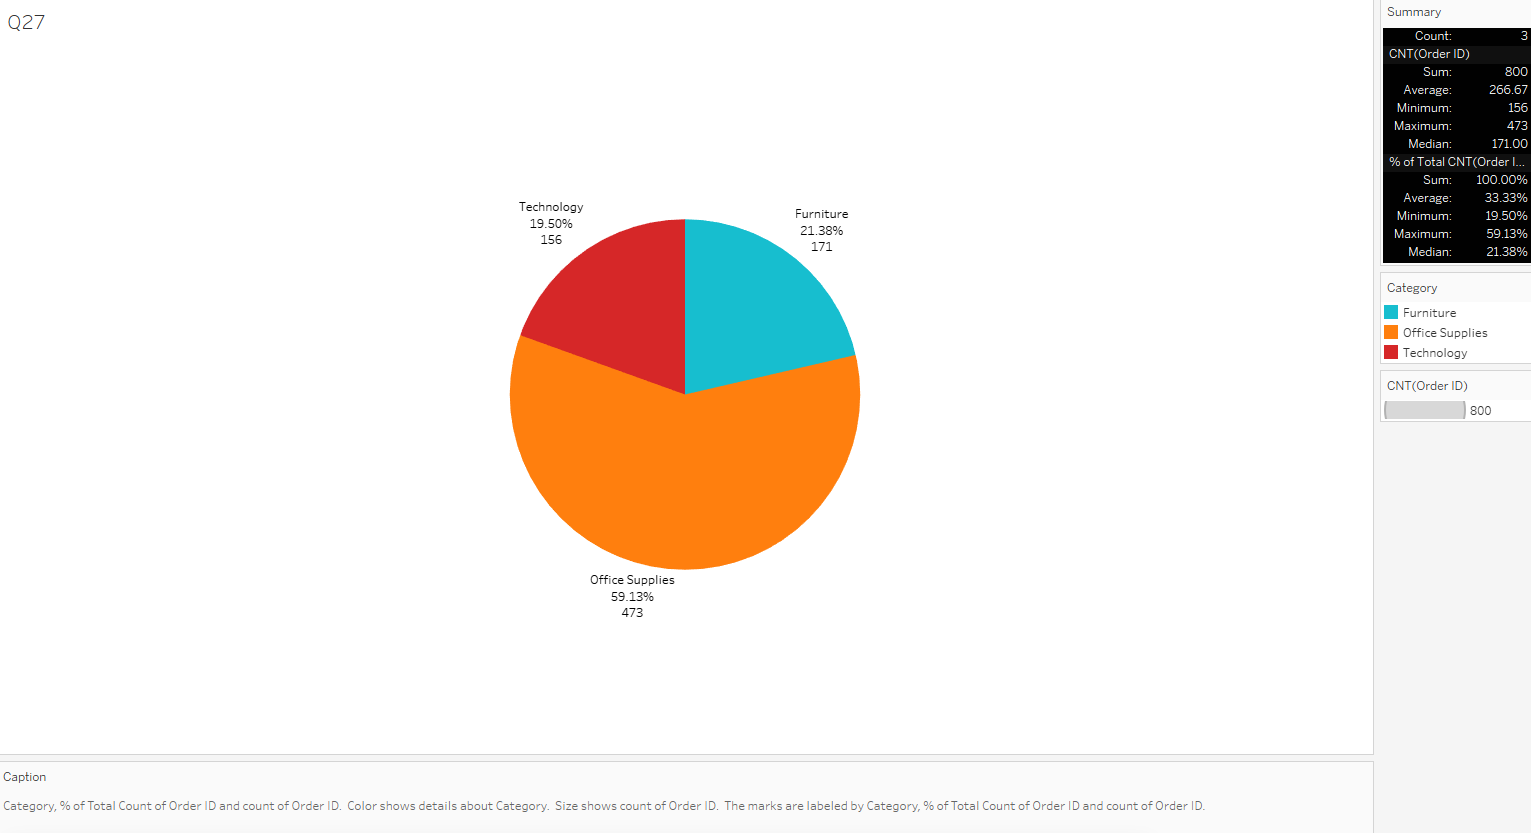 Q27
Technology
19.50%
156
Furniture
21.38%
171
Office Supplies
59.13%
473
Summary
Count: 3
CNT(Order ID)
Sum: 800
Average: 266.67
Minimum: 156
Maximum: 473
Median: 171.00
% of Total CNT(Order I...
Sum: 100.00%
Average: 33.33%
Minimum: 19.50%
Maximum: 59.13%
Median: 21.38%
Category
Furniture
Office Supplies
Technology
CNT(Order ID)
800
Caption
Category, % of Total Count of Order ID and count of Order ID.  Color shows details about Category.  Size shows count of Order ID.  The marks are labeled by Category, % of Total Count of Order ID and count of Order ID.